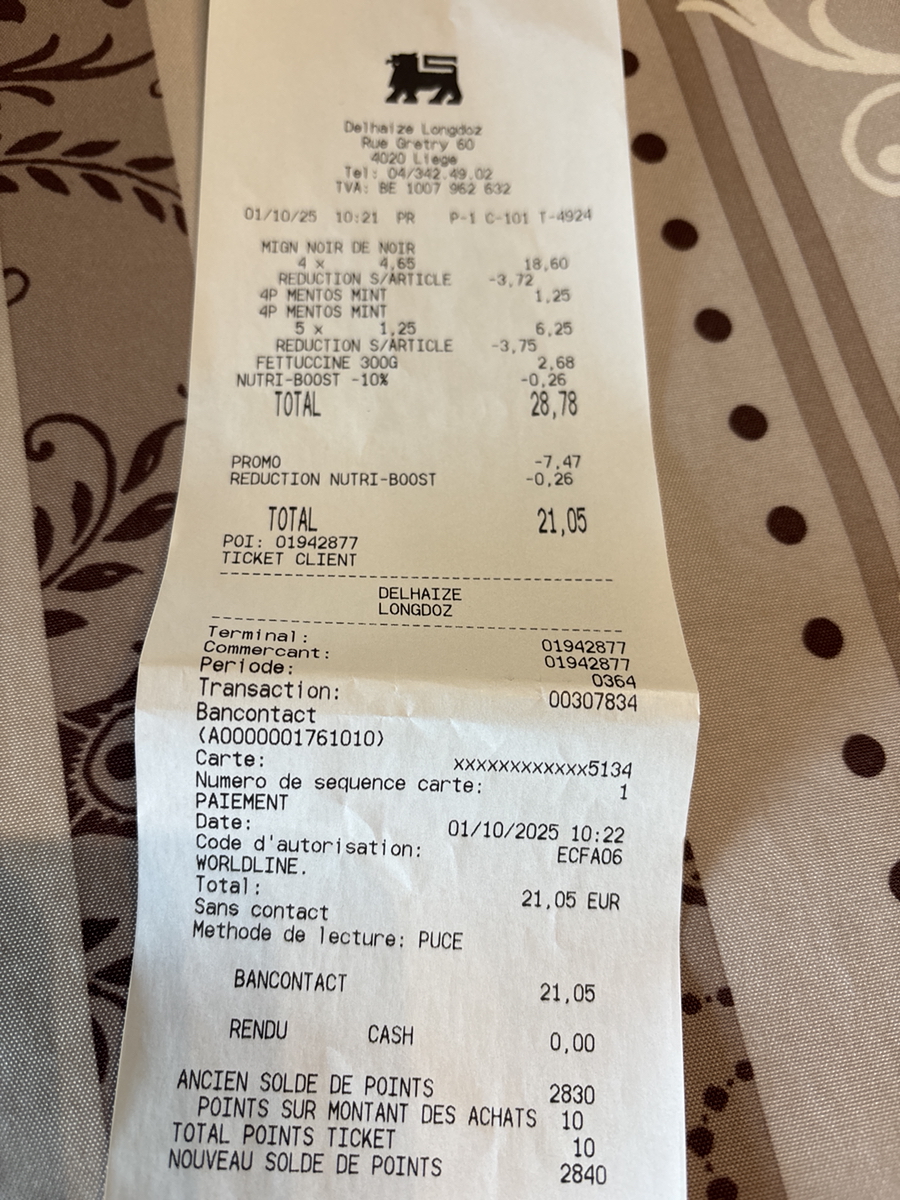 Delhaize Longdoz
Rue Gretry 60
4020 Liege
Tel: 04/342.49.02
TVA: BE 1007 962 632
01/10/25 10:21 PR P-1 C-101 T-4924
MIGN NOIR DE NOIR
4 x 4,65 18,60
REDUCTION S/ARTICLE -3,72
4P MENTOS MINT 1,25
4P MENTOS MINT
5 x 1,25 6,25
REDUCTION S/ARTICLE -3,75
FETTUCCINE 300G 2,68
NUTRI-BOOST -10% -0,26
TOTAL 28,78
PROMO -7,47
REDUCTION NUTRI-BOOST -0,26
TOTAL 21,05
POI: 01942877
TICKET CLIENT
DELHAIZE
LONGDOZ
Terminal: 01942877
Commercant: 01942877
Periode: 0364
Transaction: 00307834
Bancontact
(A0000001761010)
Carte: xxxxxxxxxxxx5134
Numero de sequence carte: 1
PAIEMENT
Date: 01/10/2025 10:22
Code d'autorisation: ECFA06
WORLDLINE.
Total: 21,05 EUR
Sans contact
Methode de lecture: PUCE
BANCONTACT 21,05
RENDU CASH 0,00
ANCIEN SOLDE DE POINTS 2830
POINTS SUR MONTANT DES ACHATS 10
TOTAL POINTS TICKET 10
NOUVEAU SOLDE DE POINTS 2840